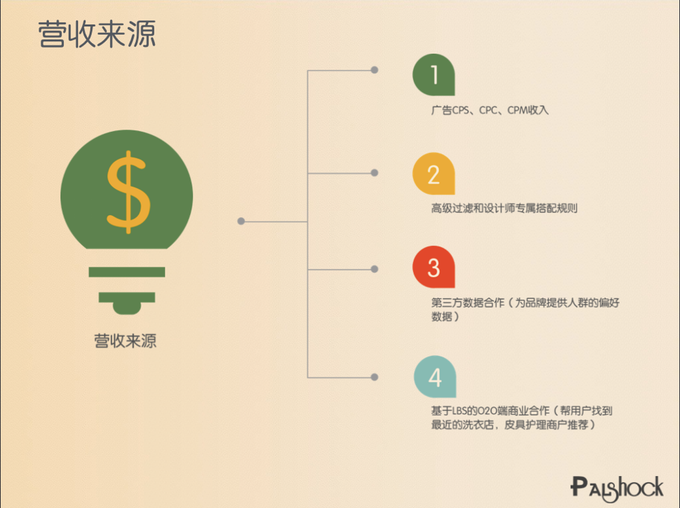 营收来源
$
营收来源
1
广告CPS、CPC、CPM收入
2
高级过滤和设计师专属搭配规则
3
第三方数据合作（为品牌提供人群的偏好
数据）
4
基于LBS的O2O端商业合作（帮用户找到
最近的洗衣店，皮具护理商户推荐）
PALSHOCK